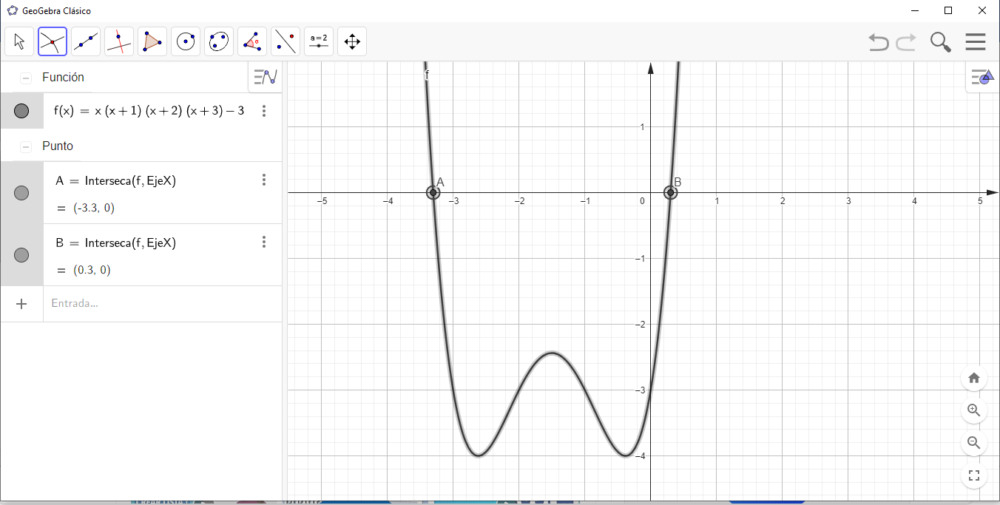 GeoGebra Clásico
a=2
Función
f(x) = x (x+1) (x+2) (x+3) − 3
Punto
A = Interseca(f, EjeX)
= (-3.3, 0)
B = Interseca(f, EjeX)
= (0.3, 0)
+ Entrada...
f
1
A
B
−5 −4 −3 −2 −1 0 1 2 3 4 5
−1
−2
−3
−4